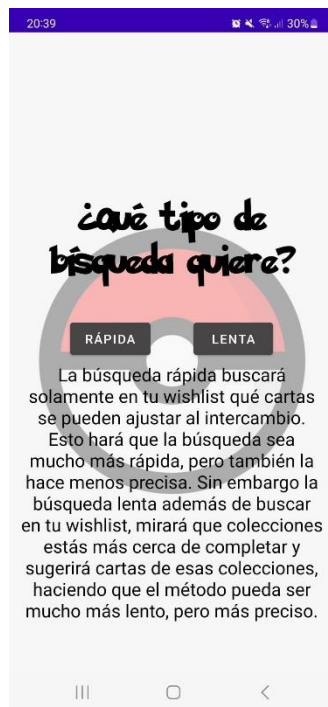 20:39
30%
¿Qué tipo de
bísqueda quiere?
RÁPIDA
LENTA
La búsqueda rápida buscará
solamente en tu wishlist qué cartas
se pueden ajustar al intercambio.
Esto hará que la búsqueda sea
mucho más rápida, pero también la
hace menos precisa. Sin embargo la
búsqueda lenta además de buscar
en tu wishlist, mirará que colecciones
estás más cerca de completar y
sugerirá cartas de esas colecciones,
haciendo que el método pueda ser
mucho más lento, pero más preciso.